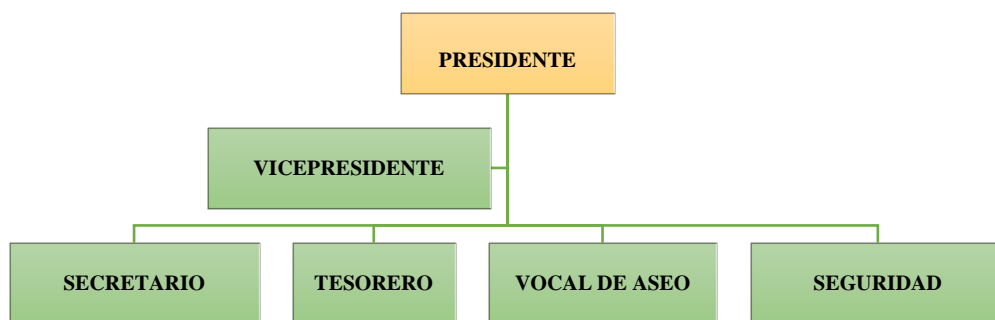 PRESIDENTE
VICEPRESIDENTE
SECRETARIO
TESORERO
VOCAL DE ASEO
SEGURIDAD